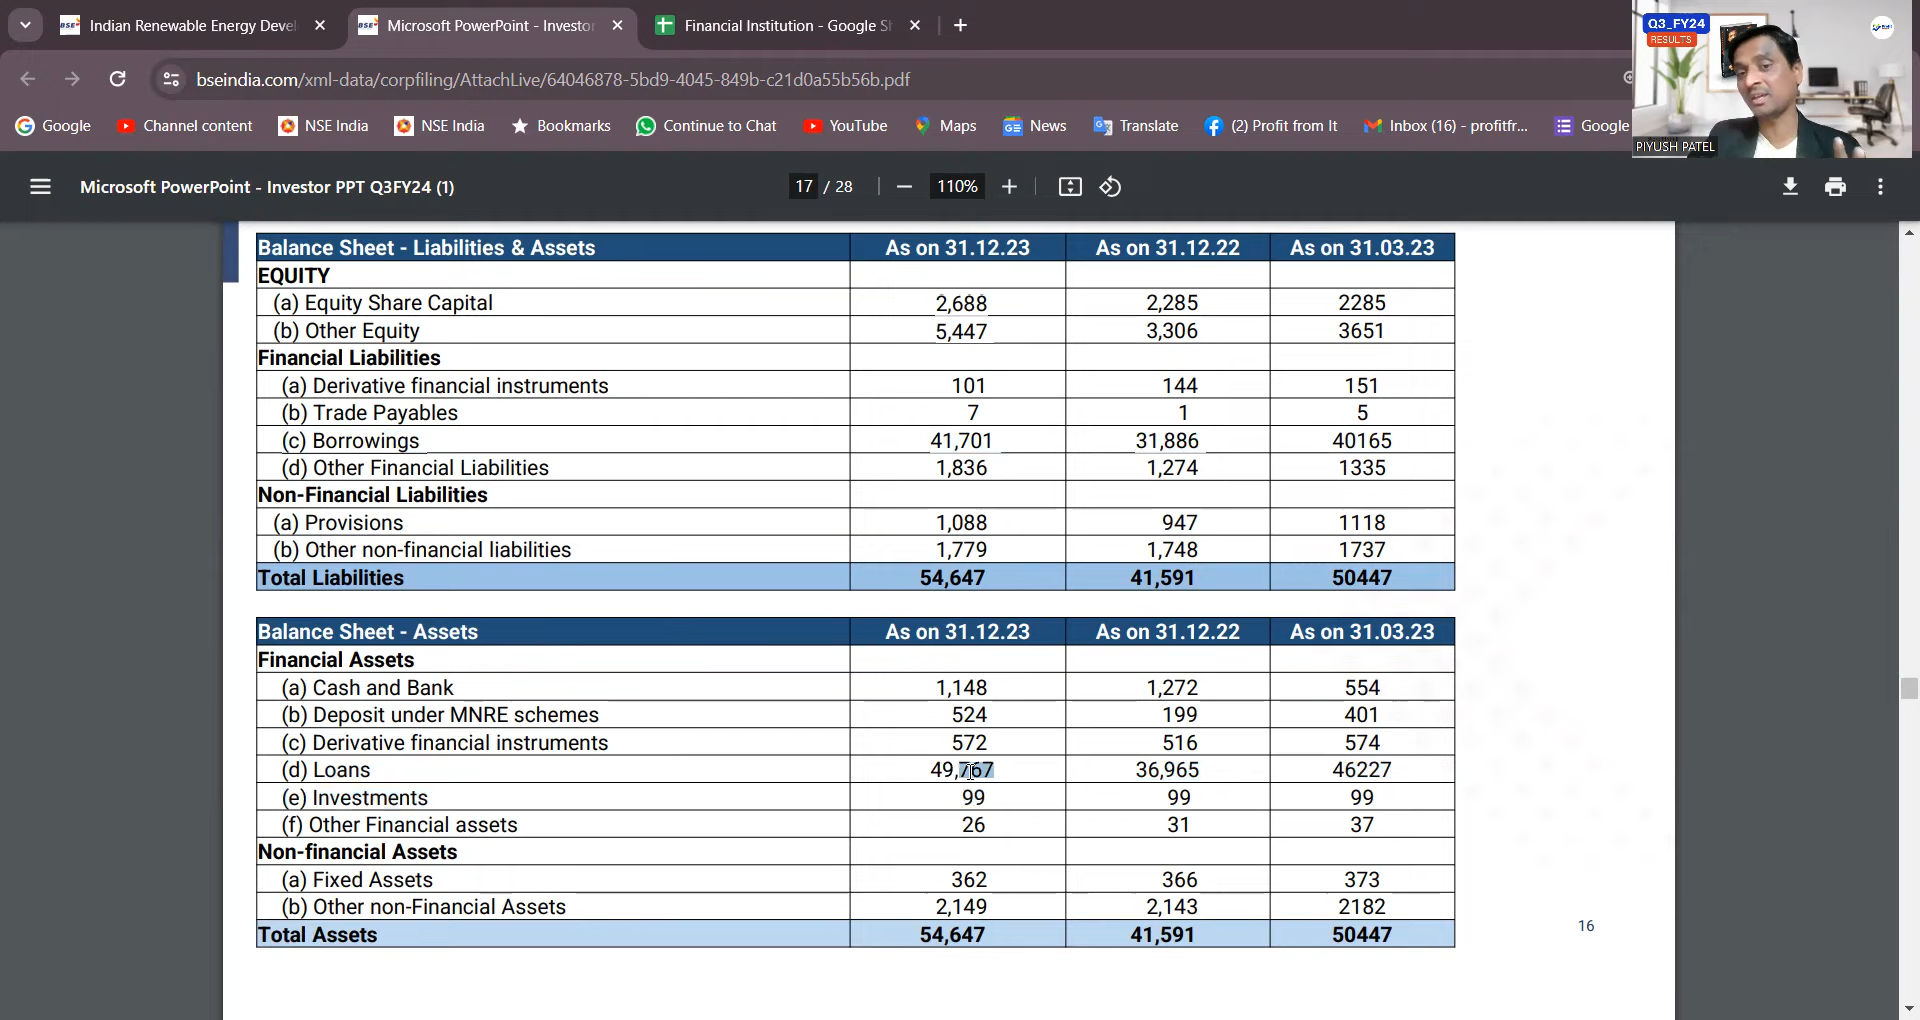 BSE Indian Renewable Energy Devel
BSE Microsoft PowerPoint - Investor
Financial Institution - Google Sh
bseindia.com/xml-data/corpfiling/AttachLive/64046878-5bd9-4045-849b-c21d0a55b56b.pdf
Google Channel content NSE India NSE India Bookmarks Continue to Chat YouTube Maps News Translate (2) Profit from It Inbox (16) - profitfr... Google
Q3_FY24
RESULTS
PIYUSH PATEL
Microsoft PowerPoint - Investor PPT Q3FY24 (1) 17 / 28 110%
Balance Sheet - Liabilities & Assets As on 31.12.23 As on 31.12.22 As on 31.03.23
EQUITY
(a) Equity Share Capital 2,688 2,285 2285
(b) Other Equity 5,447 3,306 3651
Financial Liabilities
(a) Derivative financial instruments 101 144 151
(b) Trade Payables 7 1 5
(c) Borrowings 41,701 31,886 40165
(d) Other Financial Liabilities 1,836 1,274 1335
Non-Financial Liabilities
(a) Provisions 1,088 947 1118
(b) Other non-financial liabilities 1,779 1,748 1737
Total Liabilities 54,647 41,591 50447
Balance Sheet - Assets As on 31.12.23 As on 31.12.22 As on 31.03.23
Financial Assets
(a) Cash and Bank 1,148 1,272 554
(b) Deposit under MNRE schemes 524 199 401
(c) Derivative financial instruments 572 516 574
(d) Loans 49,767 36,965 46227
(e) Investments 99 99 99
(f) Other Financial assets 26 31 37
Non-financial Assets
(a) Fixed Assets 362 366 373
(b) Other non-Financial Assets 2,149 2,143 2182
Total Assets 54,647 41,591 50447
16